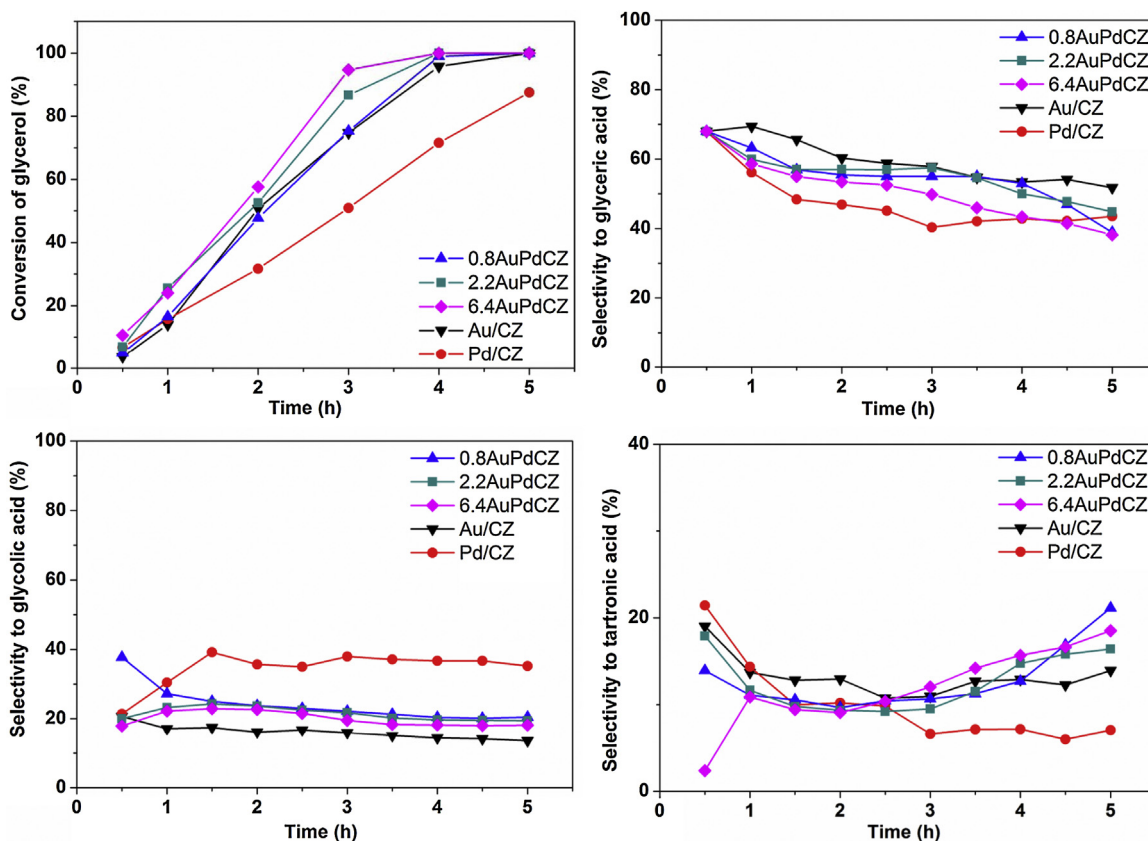 Conversion of glycerol (%)
100
80
60
40
20
0
0.8AuPdCZ
2.2AuPdCZ
6.4AuPdCZ
Au/CZ
Pd/CZ
0 1 2 3 4 5
Time (h)
Selectivity to glyceric acid (%)
100
80
60
40
20
0
0.8AuPdCZ
2.2AuPdCZ
6.4AuPdCZ
Au/CZ
Pd/CZ
0 1 2 3 4 5
Time (h)
Selectivity to glycolic acid (%)
100
80
60
40
20
0
0.8AuPdCZ
2.2AuPdCZ
6.4AuPdCZ
Au/CZ
Pd/CZ
0 1 2 3 4 5
Time (h)
Selectivity to tartronic acid (%)
40
20
0
0.8AuPdCZ
2.2AuPdCZ
6.4AuPdCZ
Au/CZ
Pd/CZ
0 1 2 3 4 5
Time (h)